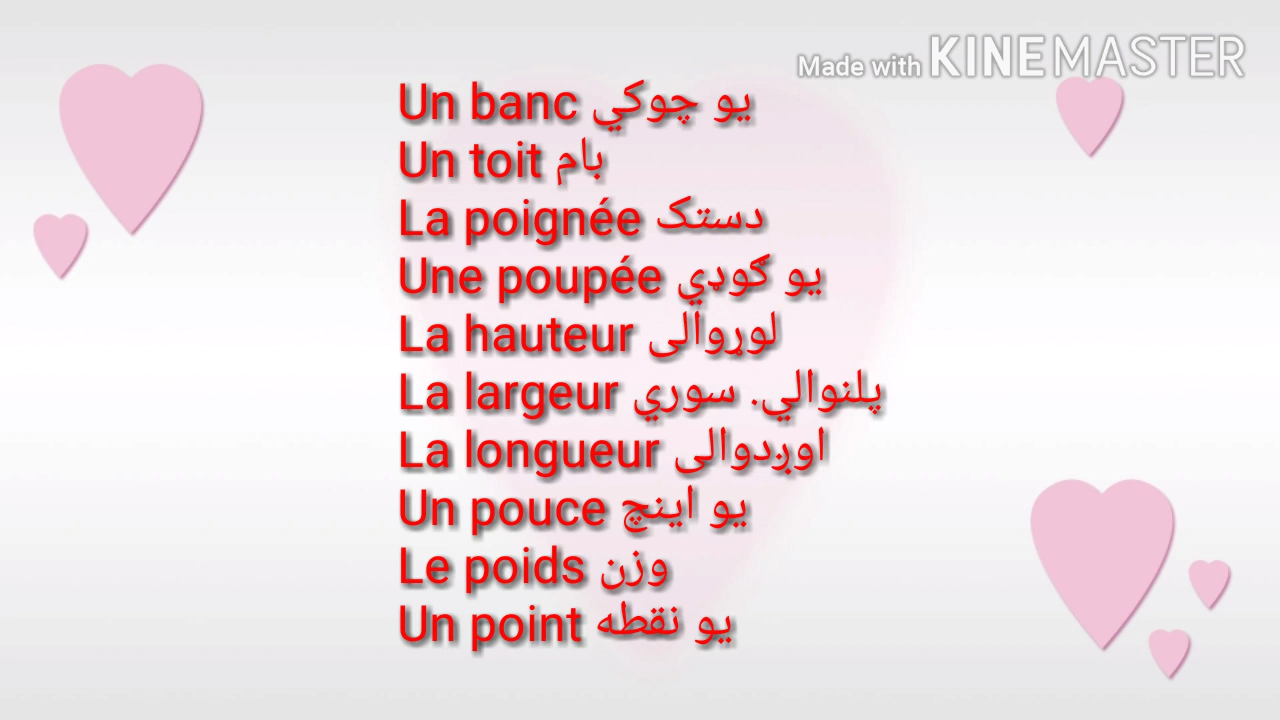 Made with KINEMASTER
Un banc يو چوکي
Un toit بام
La poignée دستک
Une poupée يو ګوډي
La hauteur لوړوالی
La largeur پلنوالي. سوري
La longueur اوږدوالی
Un pouce يو اينچ
Le poids وزن
Un point يو نقطه